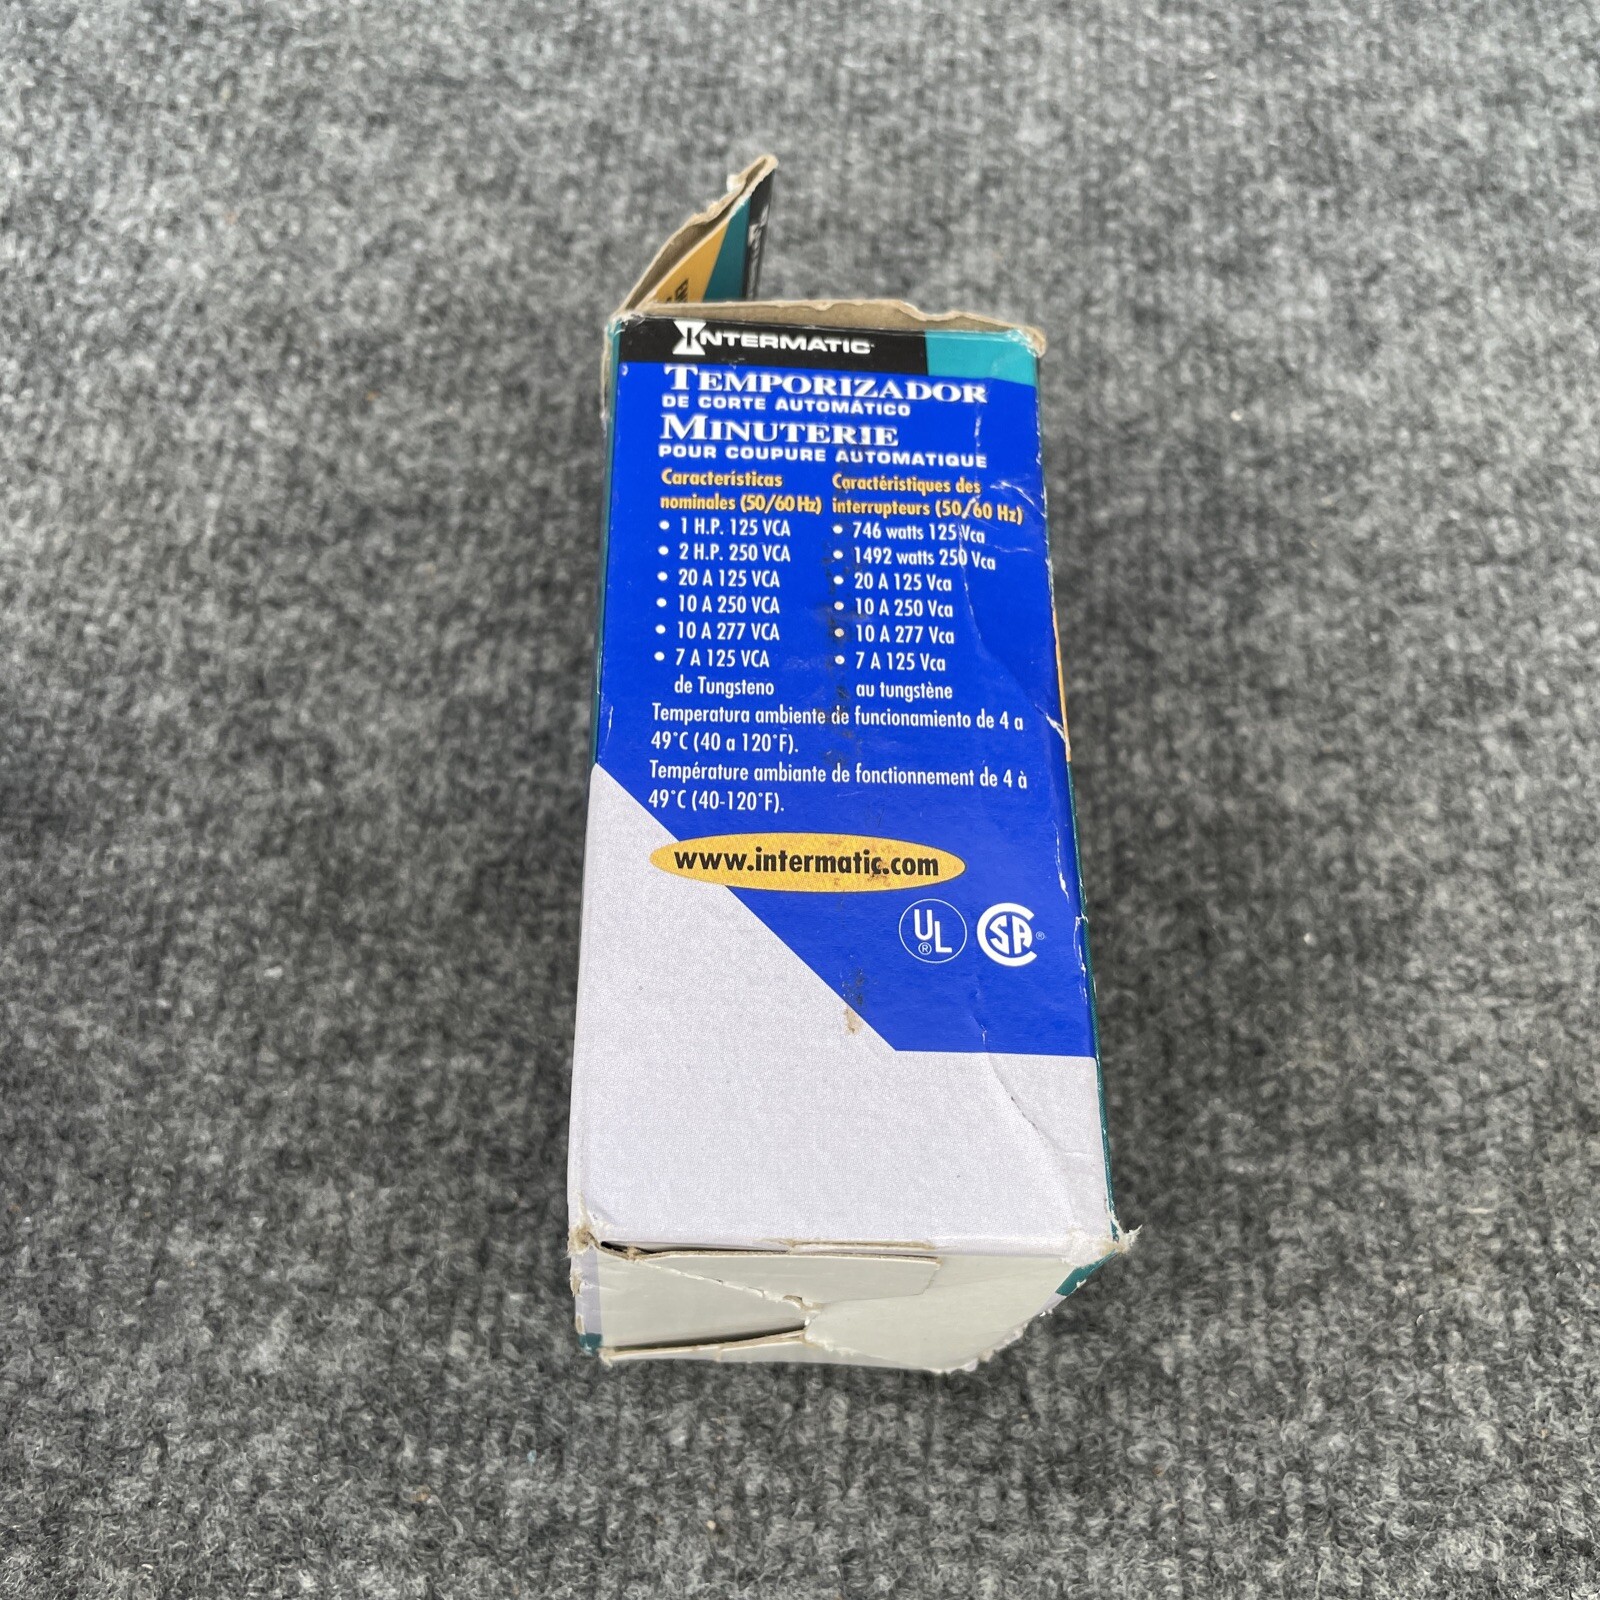 INTERMATIC
TEMPORIZADOR
DE CORTE AUTOMÁTICO
MINUTERIE
POUR COUPURE AUTOMATIQUE
Características
nominales (50/60 Hz)
• 1 H.P. 125 VCA
• 2 H.P. 250 VCA
• 20 A 125 VCA
• 10 A 250 VCA
• 10 A 277 VCA
• 7 A 125 VCA
de Tungsteno
Caractéristiques des
interrupteurs (50/60 Hz)
• 746 watts 125 Vca
• 1492 watts 250 Vca
• 20 A 125 Vca
• 10 A 250 Vca
• 10 A 277 Vca
• 7 A 125 Vca
au tungstène
Temperatura ambiente de funcionamiento de 4 a
49°C (40 a 120°F).
Température ambiante de fonctionnement de 4 à
49°C (40-120°F).
www.intermatic.com
UL® CSA®